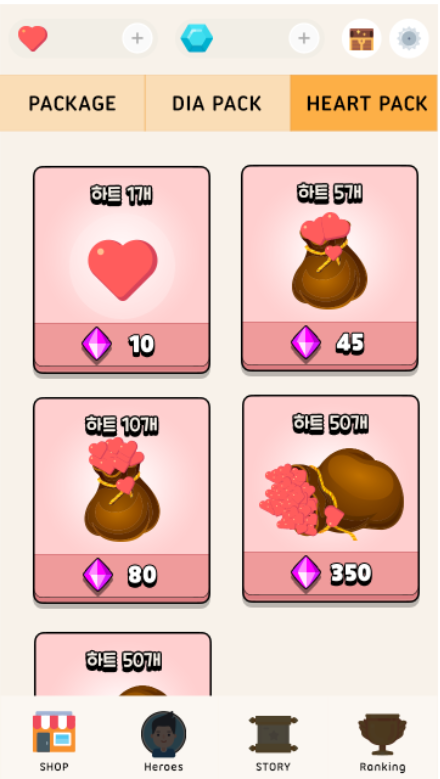 PACKAGE
DIA PACK
HEART PACK
하트 1개
하트 5개
10
45
하트 10개
하트 50개
80
350
하트 50개
SHOP
Heroes
STORY
Ranking